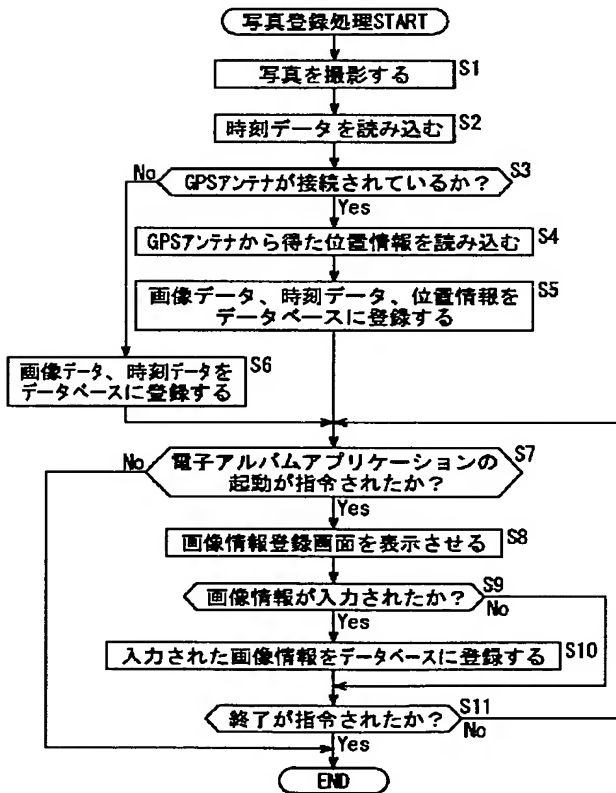 写真登録処理START
写真を撮影する
S1
時刻データを読み込む
S2
GPSアンテナが接続されているか？
S3
No
Yes
GPSアンテナから得た位置情報を読み込む
S4
画像データ、時刻データ、位置情報を
データベースに登録する
S5
画像データ、時刻データを
データベースに登録する
S6
電子アルバムアプリケーションの
起動が指令されたか？
S7
No
Yes
画像情報登録画面を表示させる
S8
画像情報が入力されたか？
S9
No
Yes
入力された画像情報をデータベースに登録する
S10
終了が指令されたか？
S11
No
Yes
END